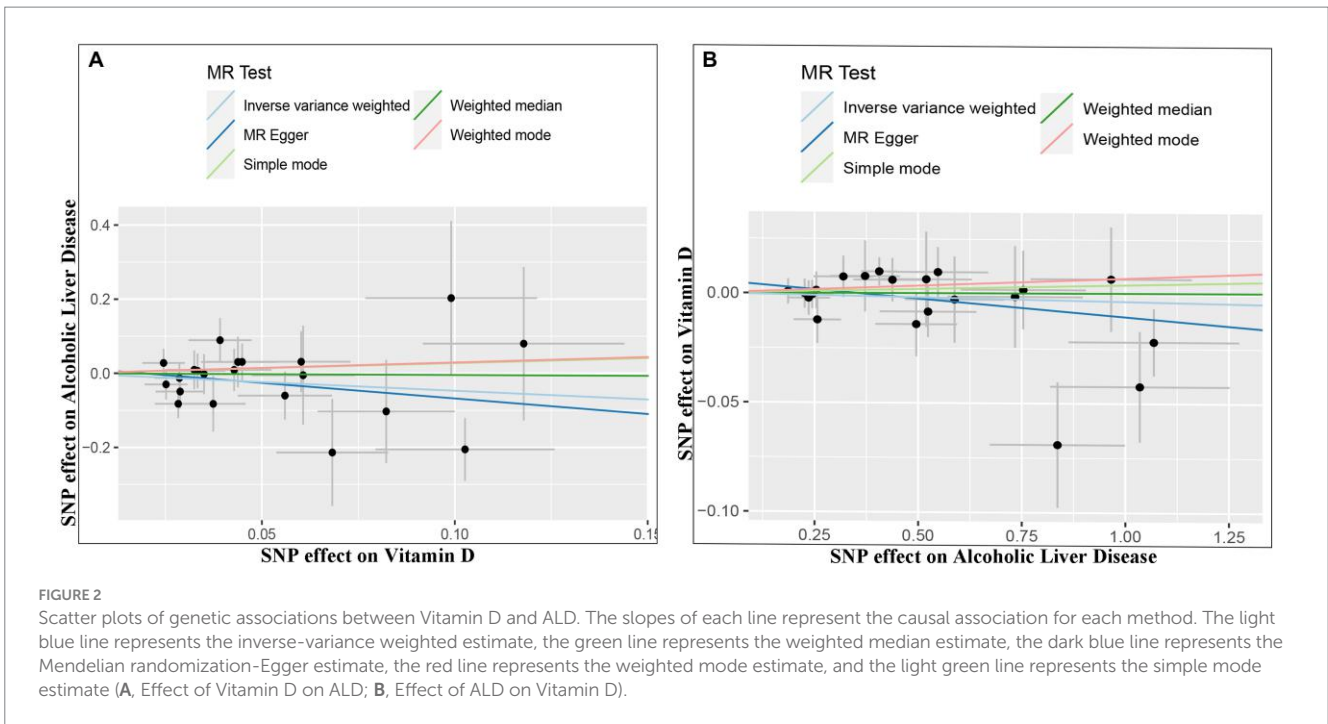 A
MR Test
Inverse variance weighted
Weighted median
MR Egger
Weighted mode
Simple mode
SNP effect on Alcoholic Liver Disease
0.4
0.2
0.0
−0.2
0.05
0.10
0.15
SNP effect on Vitamin D
B
MR Test
Inverse variance weighted
Weighted median
MR Egger
Weighted mode
Simple mode
SNP effect on Vitamin D
0.00
−0.05
−0.10
0.25
0.50
0.75
1.00
1.25
SNP effect on Alcoholic Liver Disease
FIGURE 2
Scatter plots of genetic associations between Vitamin D and ALD. The slopes of each line represent the causal association for each method. The light
blue line represents the inverse-variance weighted estimate, the green line represents the weighted median estimate, the dark blue line represents the
Mendelian randomization-Egger estimate, the red line represents the weighted mode estimate, and the light green line represents the simple mode
estimate (A, Effect of Vitamin D on ALD; B, Effect of ALD on Vitamin D).